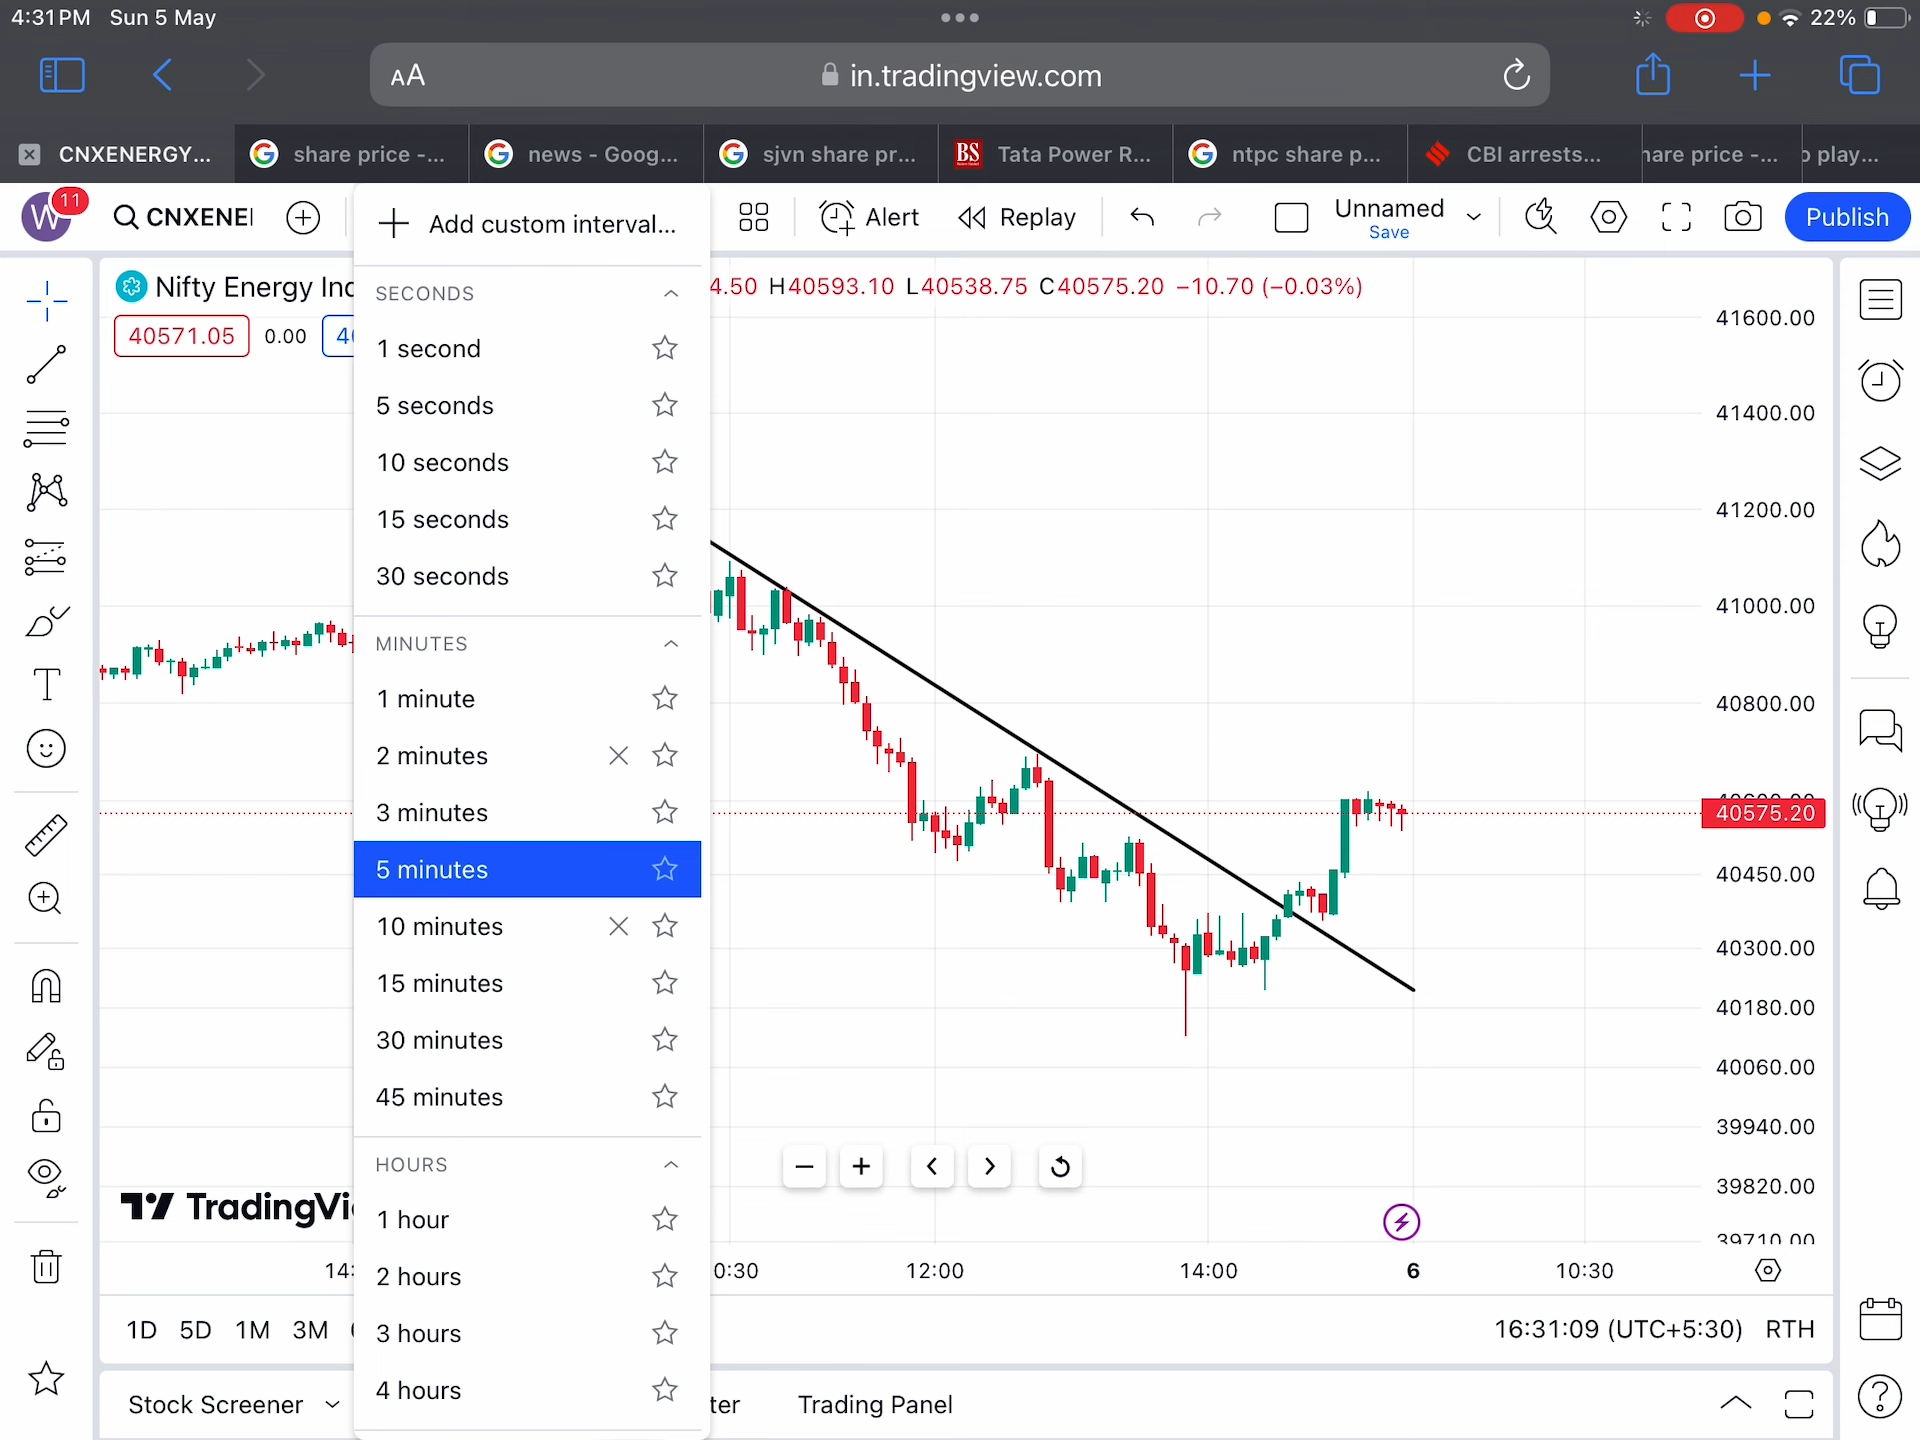 4:31 PM Sun 5 May
22%
AA
in.tradingview.com
CNXENERGY...
share price -...
news - Goog...
sjvn share pr...
BS Tata Power R...
ntpc share p...
CBI arrests...
hare price -...
play...
W 11
CNXENE
Add custom interval...
Alert
Replay
Unnamed
Save
Publish
Nifty Energy Ind
4.50 H40593.10 L40538.75 C40575.20 −10.70 (−0.03%)
40571.05
0.00
SECONDS
1 second
5 seconds
10 seconds
15 seconds
30 seconds
MINUTES
1 minute
2 minutes
3 minutes
5 minutes
10 minutes
15 minutes
30 minutes
45 minutes
HOURS
1 hour
2 hours
3 hours
4 hours
41600.00
41400.00
41200.00
41000.00
40800.00
40575.20
40450.00
40300.00
40180.00
40060.00
39940.00
39820.00
39710.00
TradingVi
14:
0:30
12:00
14:00
6
10:30
1D 5D 1M 3M
16:31:09 (UTC+5:30) RTH
Stock Screener
ter
Trading Panel